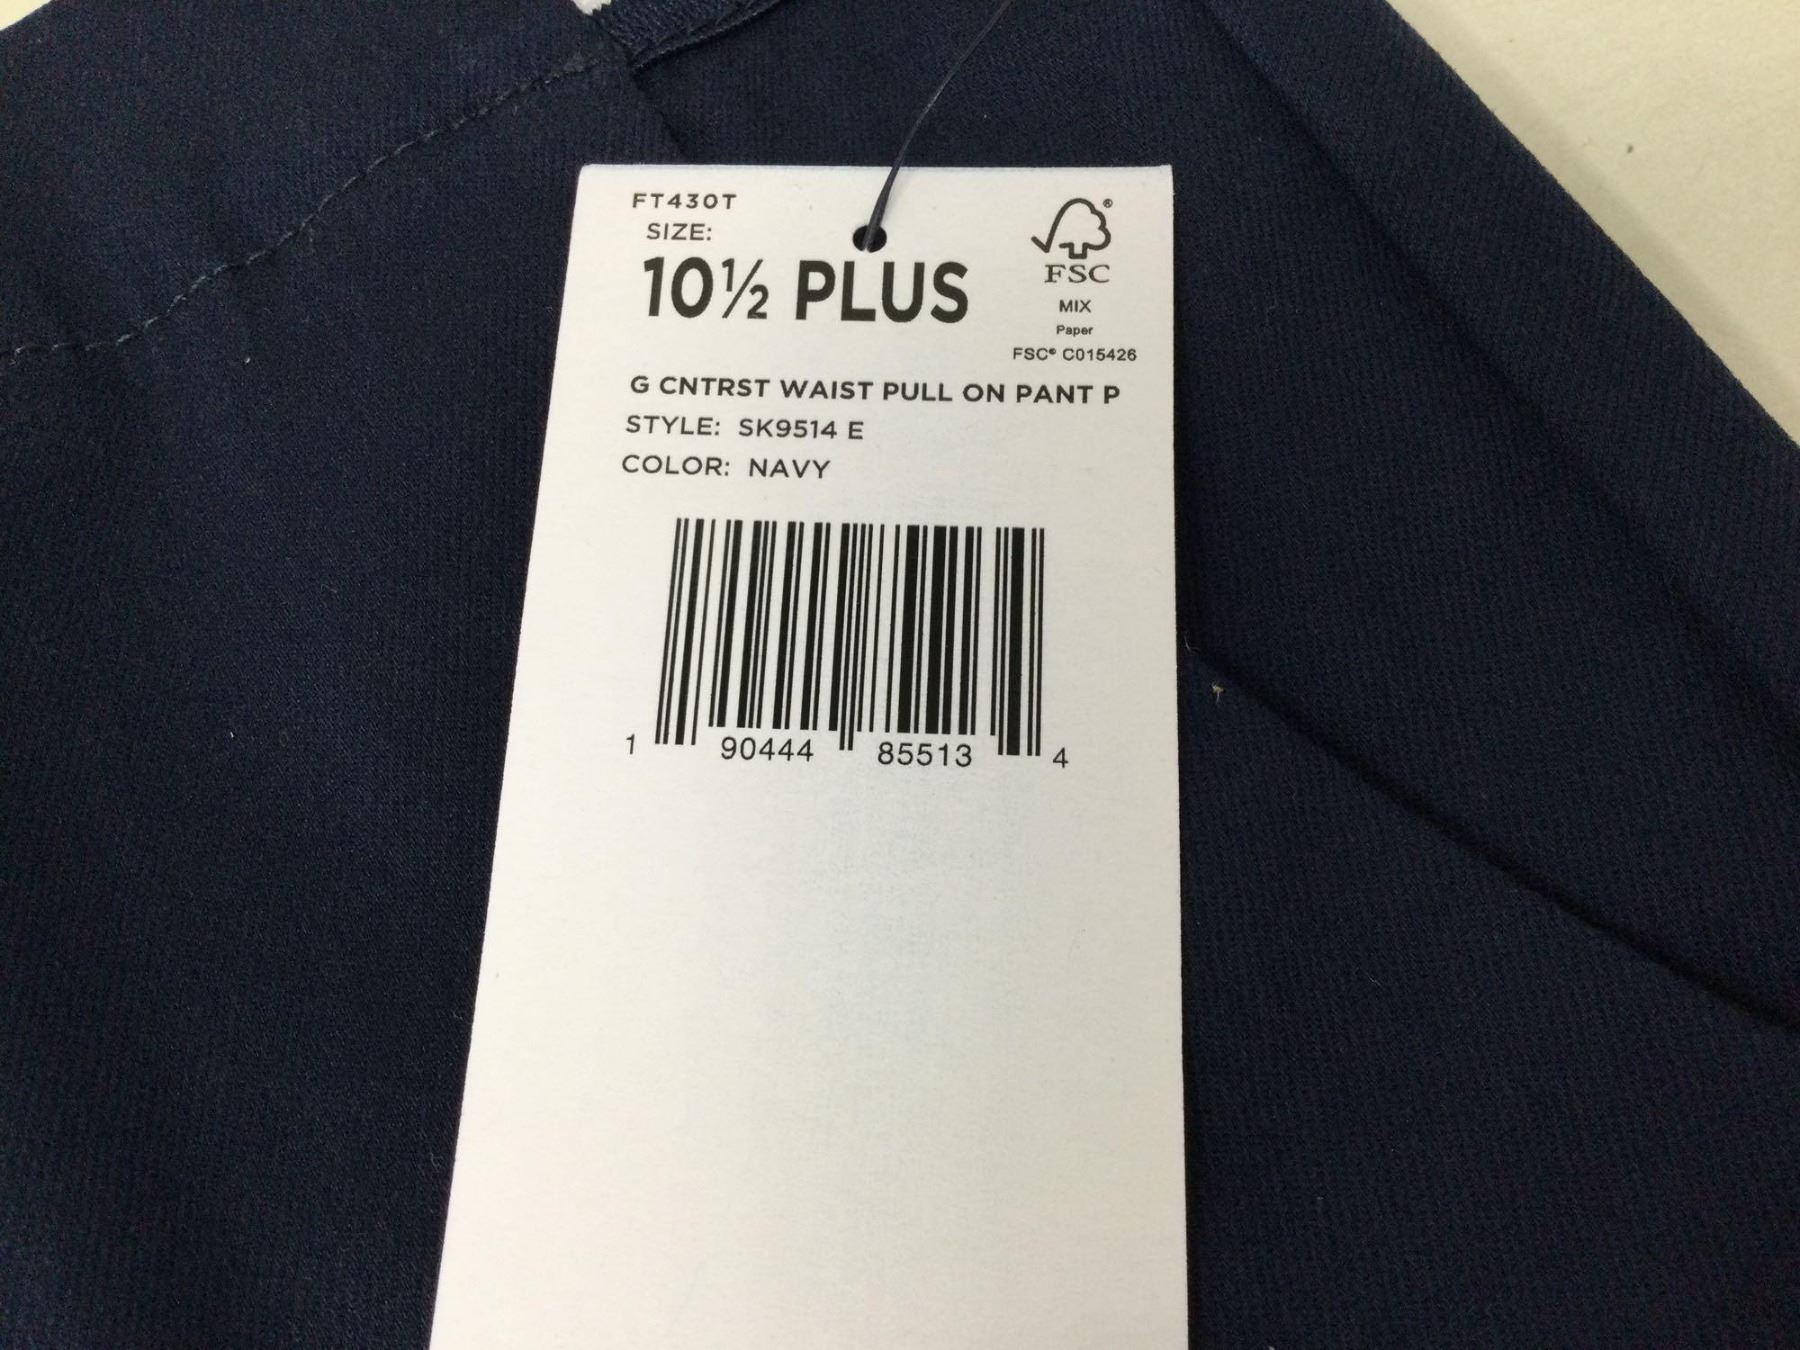 FT430T
SIZE:
10½ PLUS
®
FSC
MIX
Paper
FSC® C015426
G CNTRST WAIST PULL ON PANT P
STYLE: SK9514 E
COLOR: NAVY
1 90444 85513 4